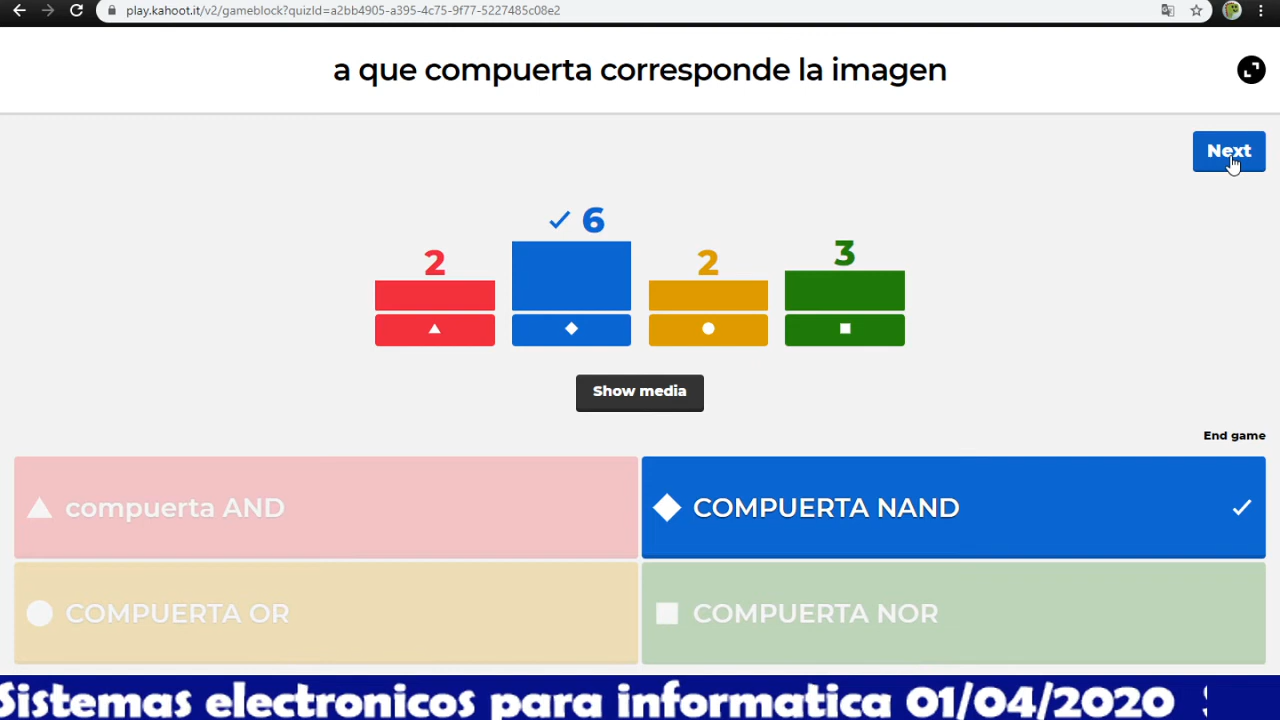 play.kahoot.it/v2/gameblock?quizId=a2bb4905-a395-4c75-9f77-5227485c08e2
a que compuerta corresponde la imagen
Next
2
6
2
3
Show media
End game
compuerta AND
COMPUERTA NAND
COMPUERTA OR
COMPUERTA NOR
Sistemas electronicos para informatica 01/04/2020